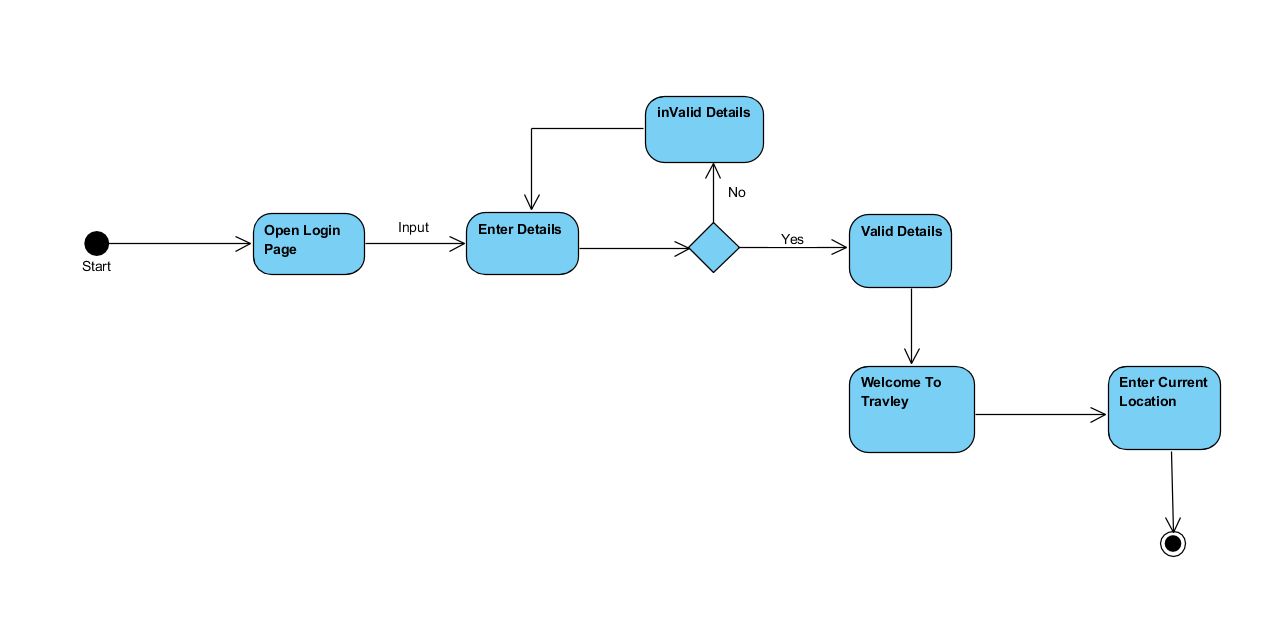 inValid Details
No
Start
Open Login
Page
Input
Enter Details
Yes
Valid Details
Welcome To
Travley
Enter Current
Location